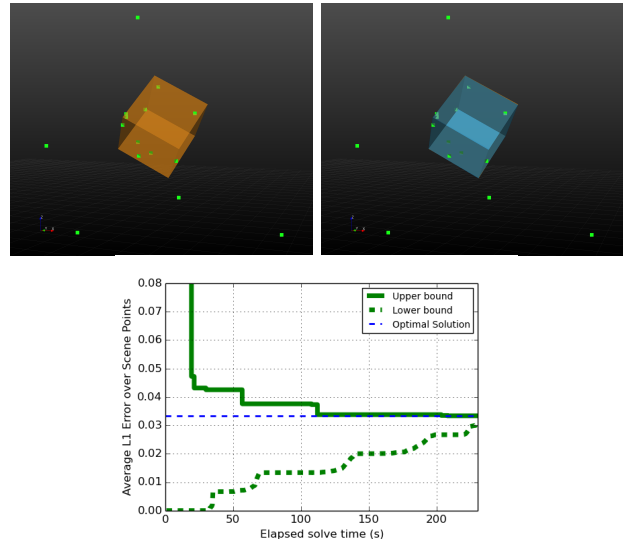 0.08
0.07
0.06
0.05
0.04
0.03
0.02
0.01
0.00
Average L1 Error over Scene Points
Upper bound
Lower bound
Optimal Solution
50
100
150
200
Elapsed solve time (s)